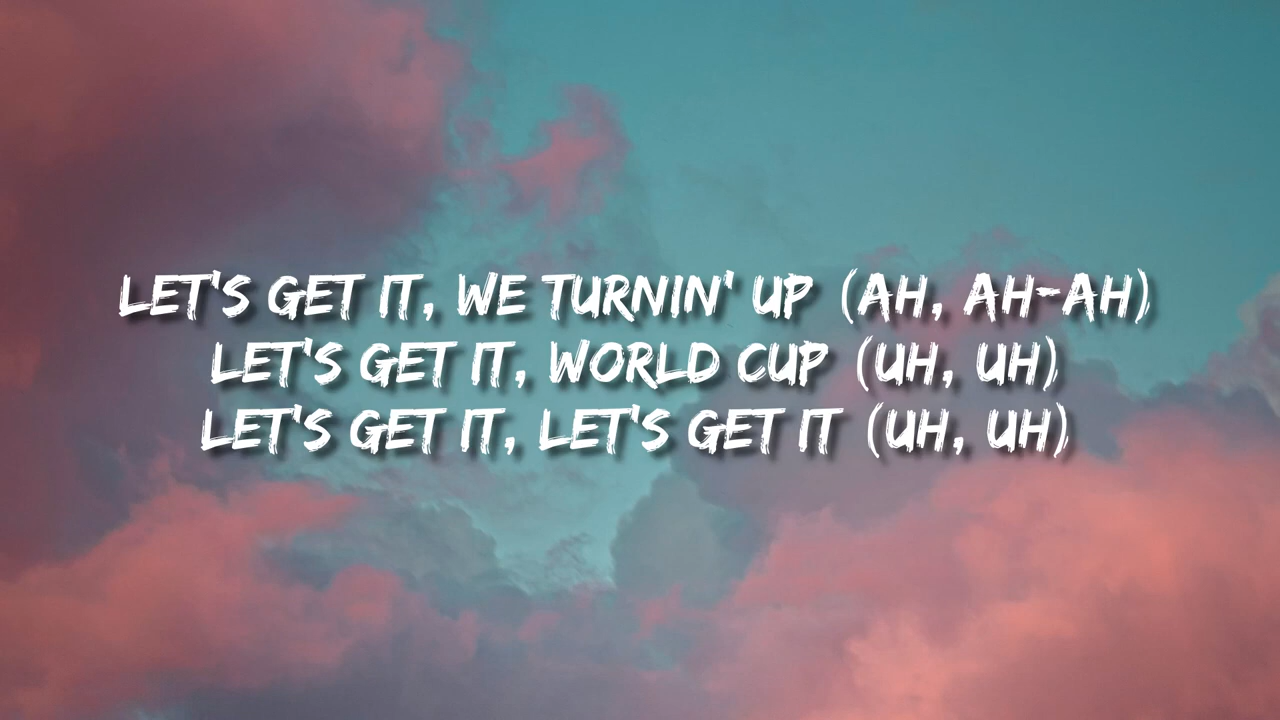 LET'S GET IT, WE TURNIN' UP (AH, AH-AH)
LET'S GET IT, WORLD CUP (UH, UH)
LET'S GET IT, LET'S GET IT (UH, UH)